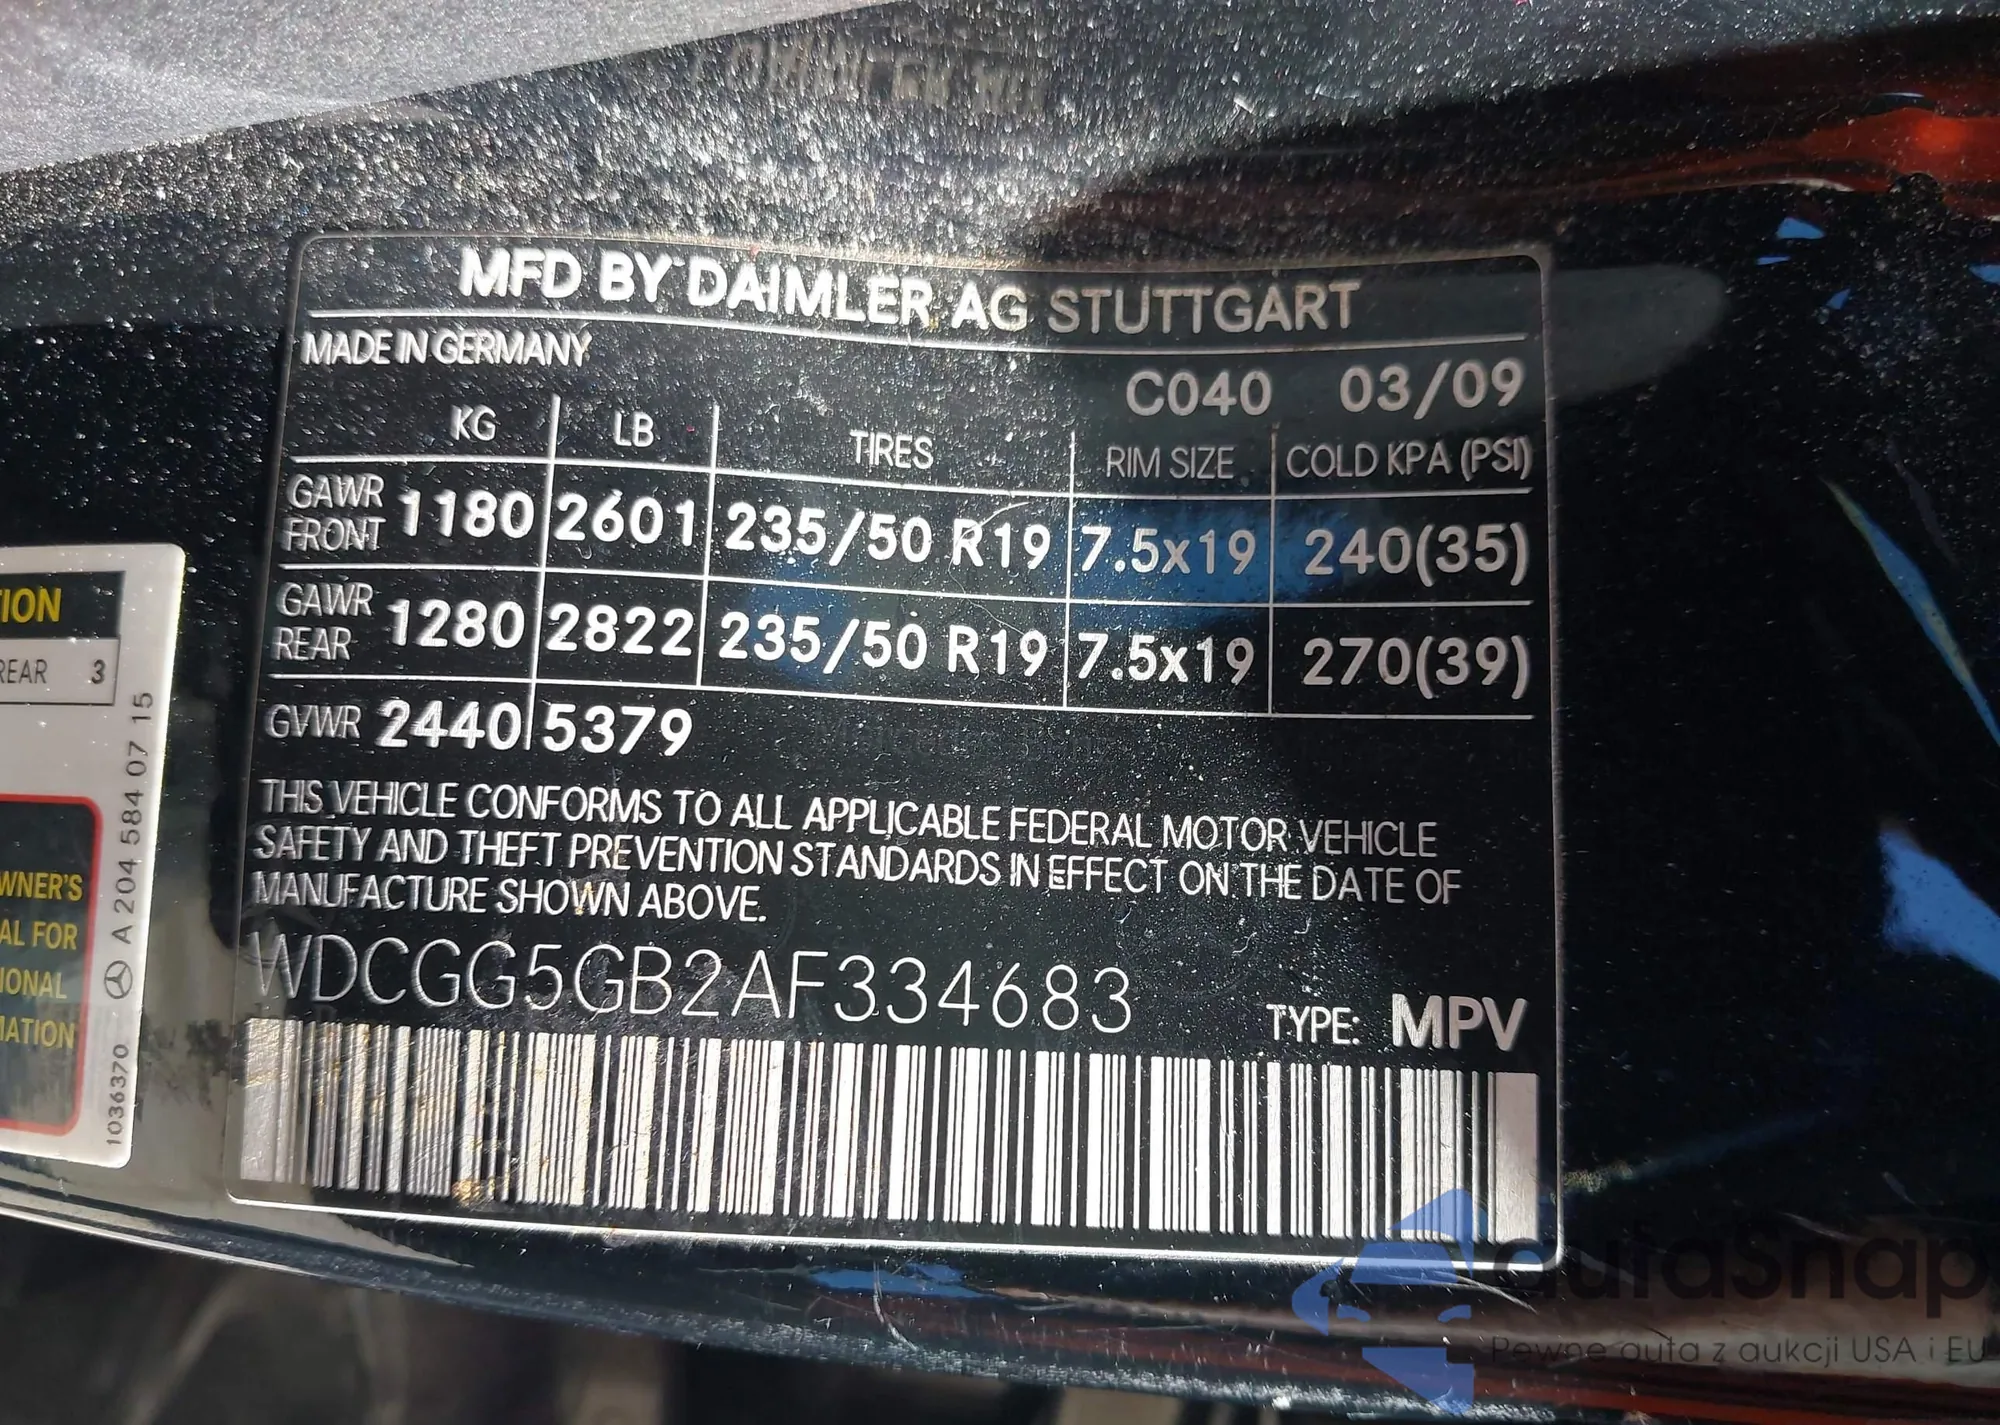 MFD BY DAIMLER AG STUTTGART
MADE IN GERMANY
C040 03/09
KG LB TIRES RIM SIZE COLD KPA (PSI)
GAWR FRONT 1180 2601 235/50 R19 7.5x19 240(35)
GAWR REAR 1280 2822 235/50 R19 7.5x19 270(39)
GVWR 2440 5379
THIS VEHICLE CONFORMS TO ALL APPLICABLE FEDERAL MOTOR VEHICLE
SAFETY AND THEFT PREVENTION STANDARDS IN EFFECT ON THE DATE OF
MANUFACTURE SHOWN ABOVE.
WDCGG5GB2AF334683
TYPE: MPV
REAR 3
AL FOR
A 204 584 07 15
1036370
autaSnap
Pewne auta z aukcji USA i EU